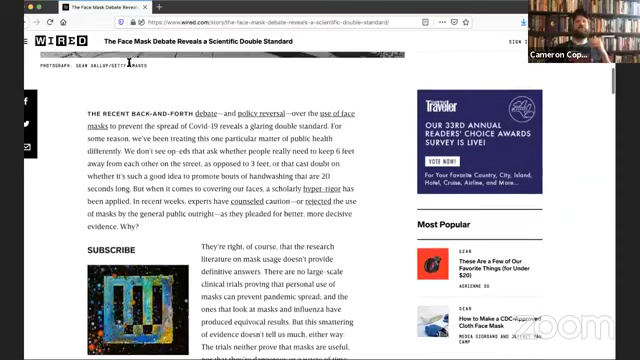 The Face Mask Debate Reveals
https://www.wired.com/story/the-face-mask-debate-reveals-a-scientific-double-standard/
WIRED
The Face Mask Debate Reveals a Scientific Double Standard
SIGN
Cameron Cop...
PHOTOGRAPH: SEAN GALLUP/GETTY IMAGES
THE RECENT BACK-AND-FORTH debate—and policy reversal—over the use of face
masks to prevent the spread of Covid-19 reveals a glaring double standard. For
some reason, we've been treating this one particular matter of public health
differently. We don't see op-eds that ask whether people really need to keep 6 feet
away from each other on the street, as opposed to 3 feet, or that cast doubt on
whether it's such a good idea to promote bouts of handwashing that are 20
seconds long. But when it comes to covering our faces, a scholarly hyper-rigor has
been applied. In recent weeks, experts have counseled caution—or rejected the use
of masks by the general public outright—as they pleaded for better, more decisive
evidence. Why?
SUBSCRIBE
They're right, of course, that the research
literature on mask usage doesn't provide
definitive answers. There are no large-scale
clinical trials proving that personal use of
masks can prevent pandemic spread; and the
ones that look at masks and influenza have
produced equivocal results. But this smattering
of evidence doesn't tell us much, either way:
The trials neither prove that masks are useful,
nor that they're dangerous or a waste of time.
Traveler
OUR 33RD ANNUAL
READERS' CHOICE AWARDS
SURVEY IS LIVE!
VOTE NOW!
For Your Favorite Country, City, Island,
Hotel, Cruise, Airline, and More...
Most Popular
GEAR
These are a Few of Our
Favorite Things (for Under
$20)
ADRIENNE SO
GEAR
How to Make a CDC-Approved
Cloth Face Mask
MEDEA GIORDANO AND
CAMP
zoom